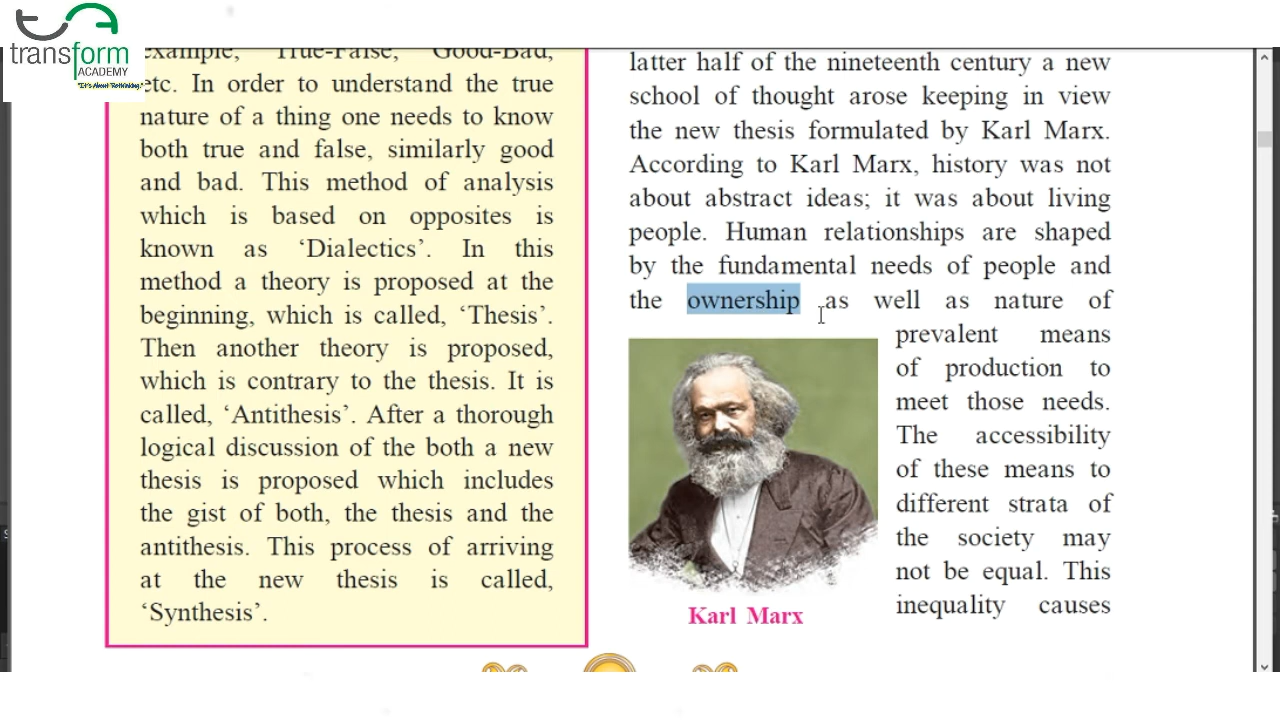 transform
ACADEMY
"It's About Rethinking."
example, True-False, Good-Bad,
etc. In order to understand the true
nature of a thing one needs to know
both true and false, similarly good
and bad. This method of analysis
which is based on opposites is
known as ‘Dialectics’. In this
method a theory is proposed at the
beginning, which is called, ‘Thesis’.
Then another theory is proposed,
which is contrary to the thesis. It is
called, ‘Antithesis’. After a thorough
logical discussion of the both a new
thesis is proposed which includes
the gist of both, the thesis and the
antithesis. This process of arriving
at the new thesis is called,
‘Synthesis’.
latter half of the nineteenth century a new
school of thought arose keeping in view
the new thesis formulated by Karl Marx.
According to Karl Marx, history was not
about abstract ideas; it was about living
people. Human relationships are shaped
by the fundamental needs of people and
the ownership as well as nature of
prevalent means
of production to
meet those needs.
The accessibility
of these means to
different strata of
the society may
not be equal. This
inequality causes
Karl Marx